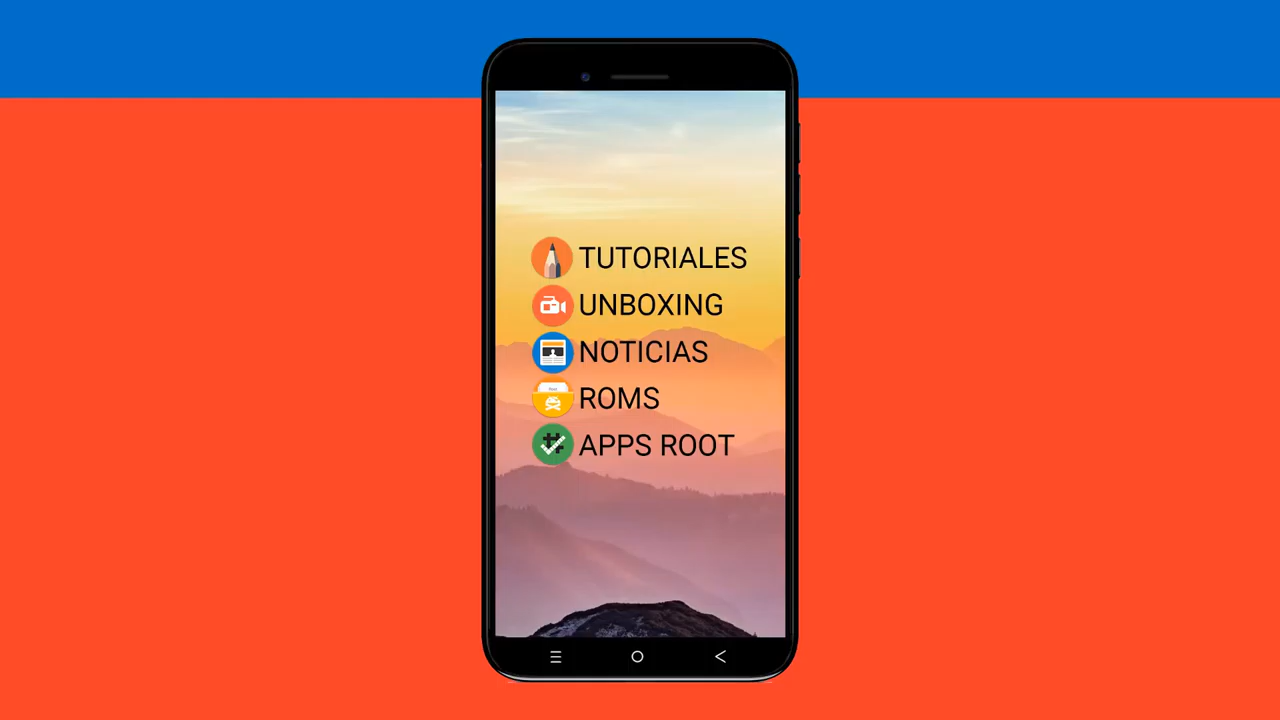 TUTORIALES
UNBOXING
NOTICIAS
ROMS
APPS ROOT